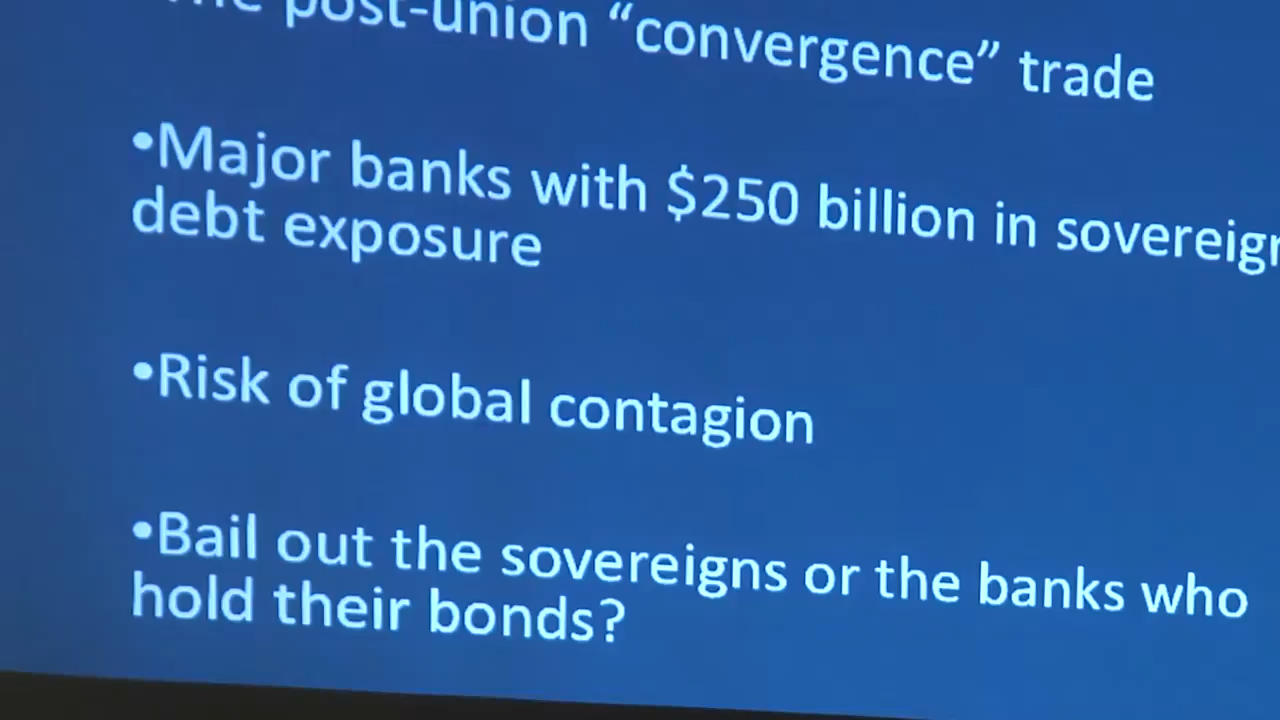 The post-union “convergence” trade
•Major banks with $250 billion in sovereign
debt exposure
•Risk of global contagion
•Bail out the sovereigns or the banks who
hold their bonds?